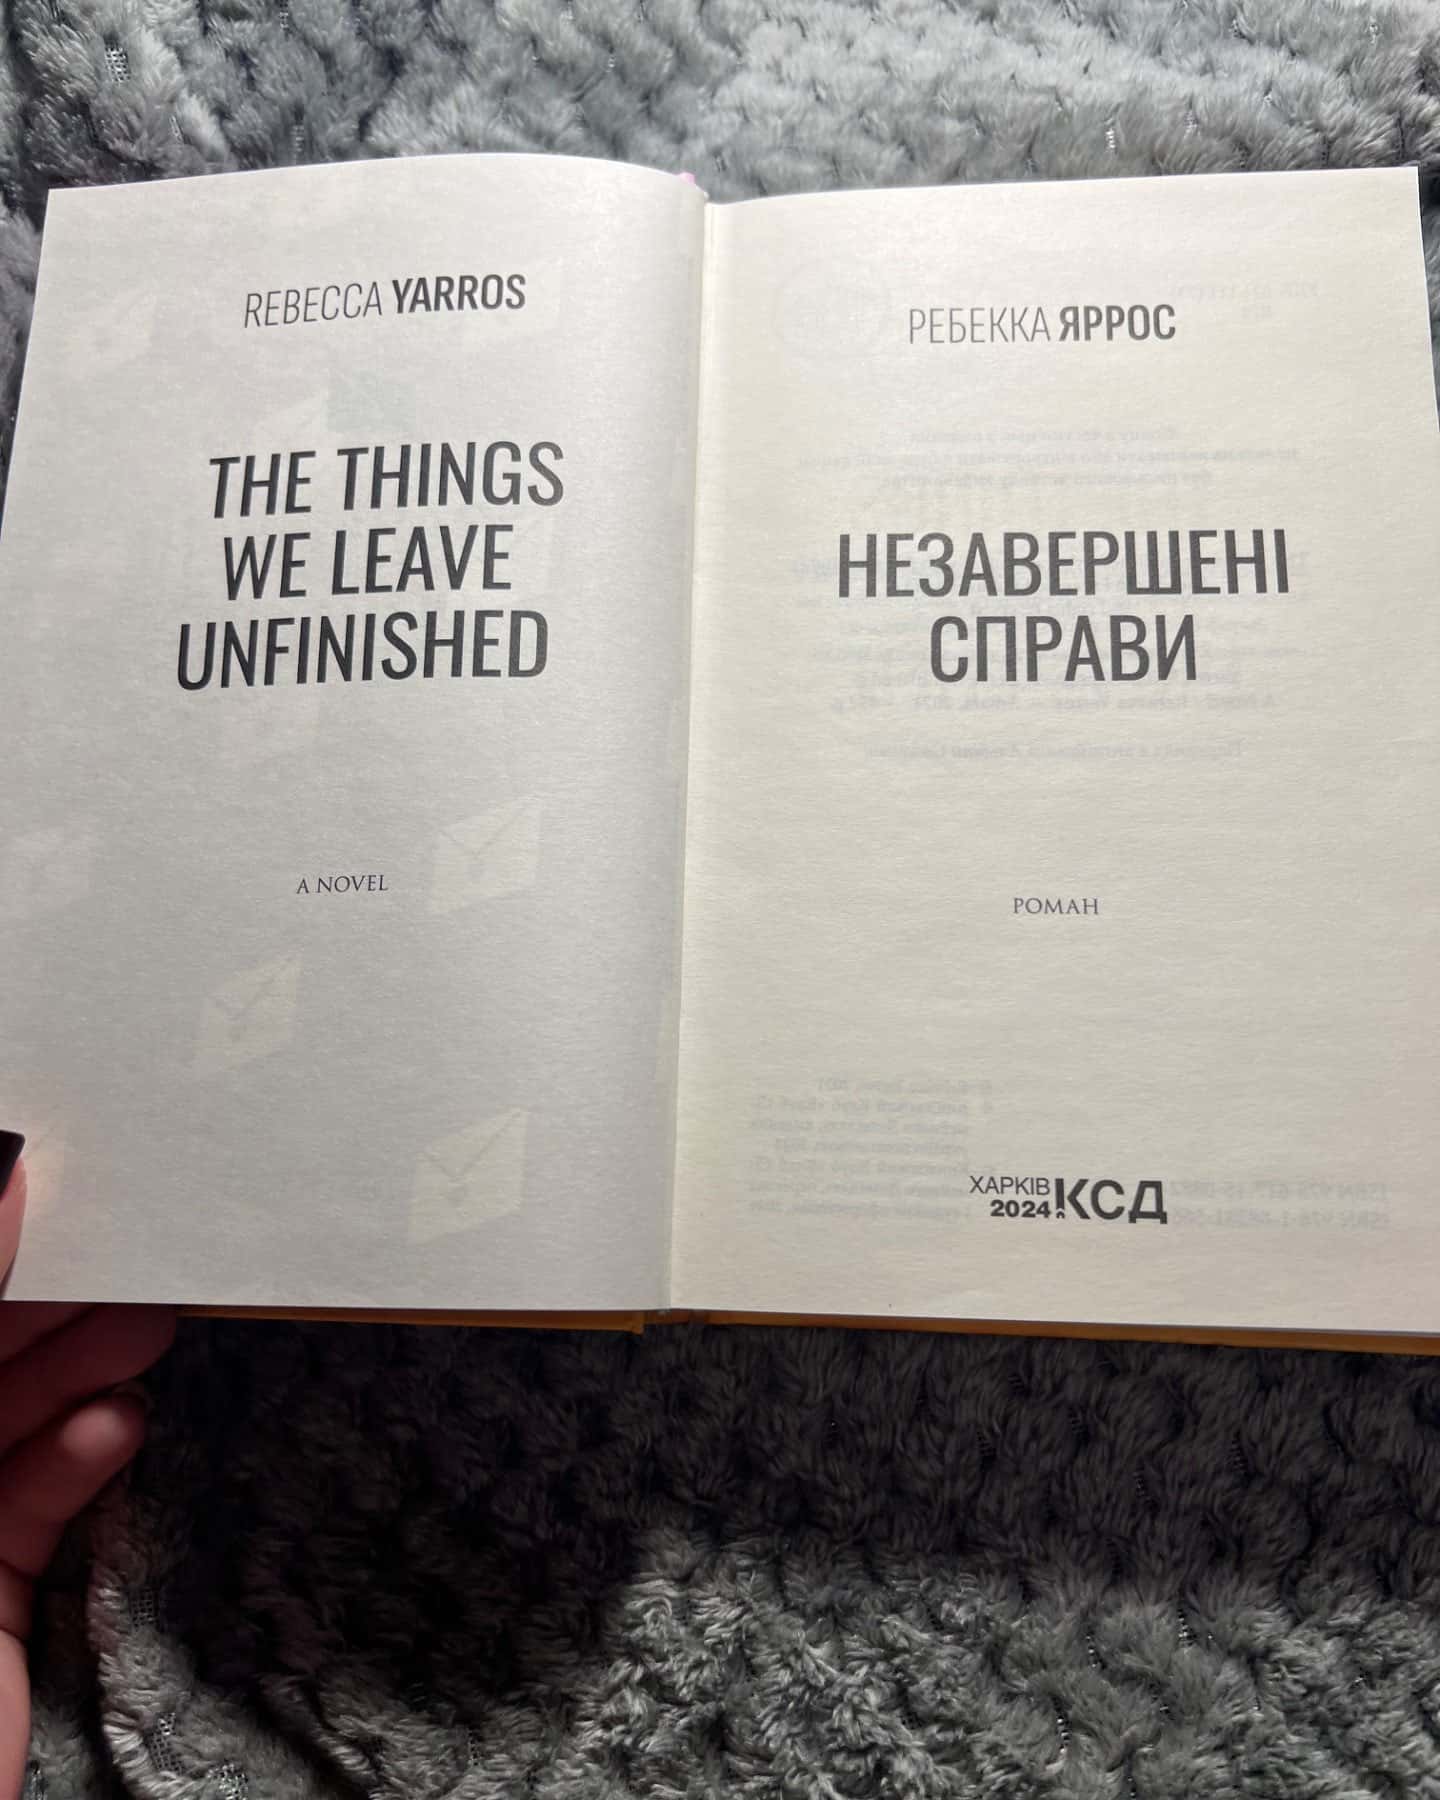 REBECCA YARROS
THE THINGS
WE LEAVE
UNFINISHED
A NOVEL
РЕБЕККА ЯРРОС
НЕЗАВЕРШЕНІ
СПРАВИ
РОМАН
ХАРКІВ КСД
2024